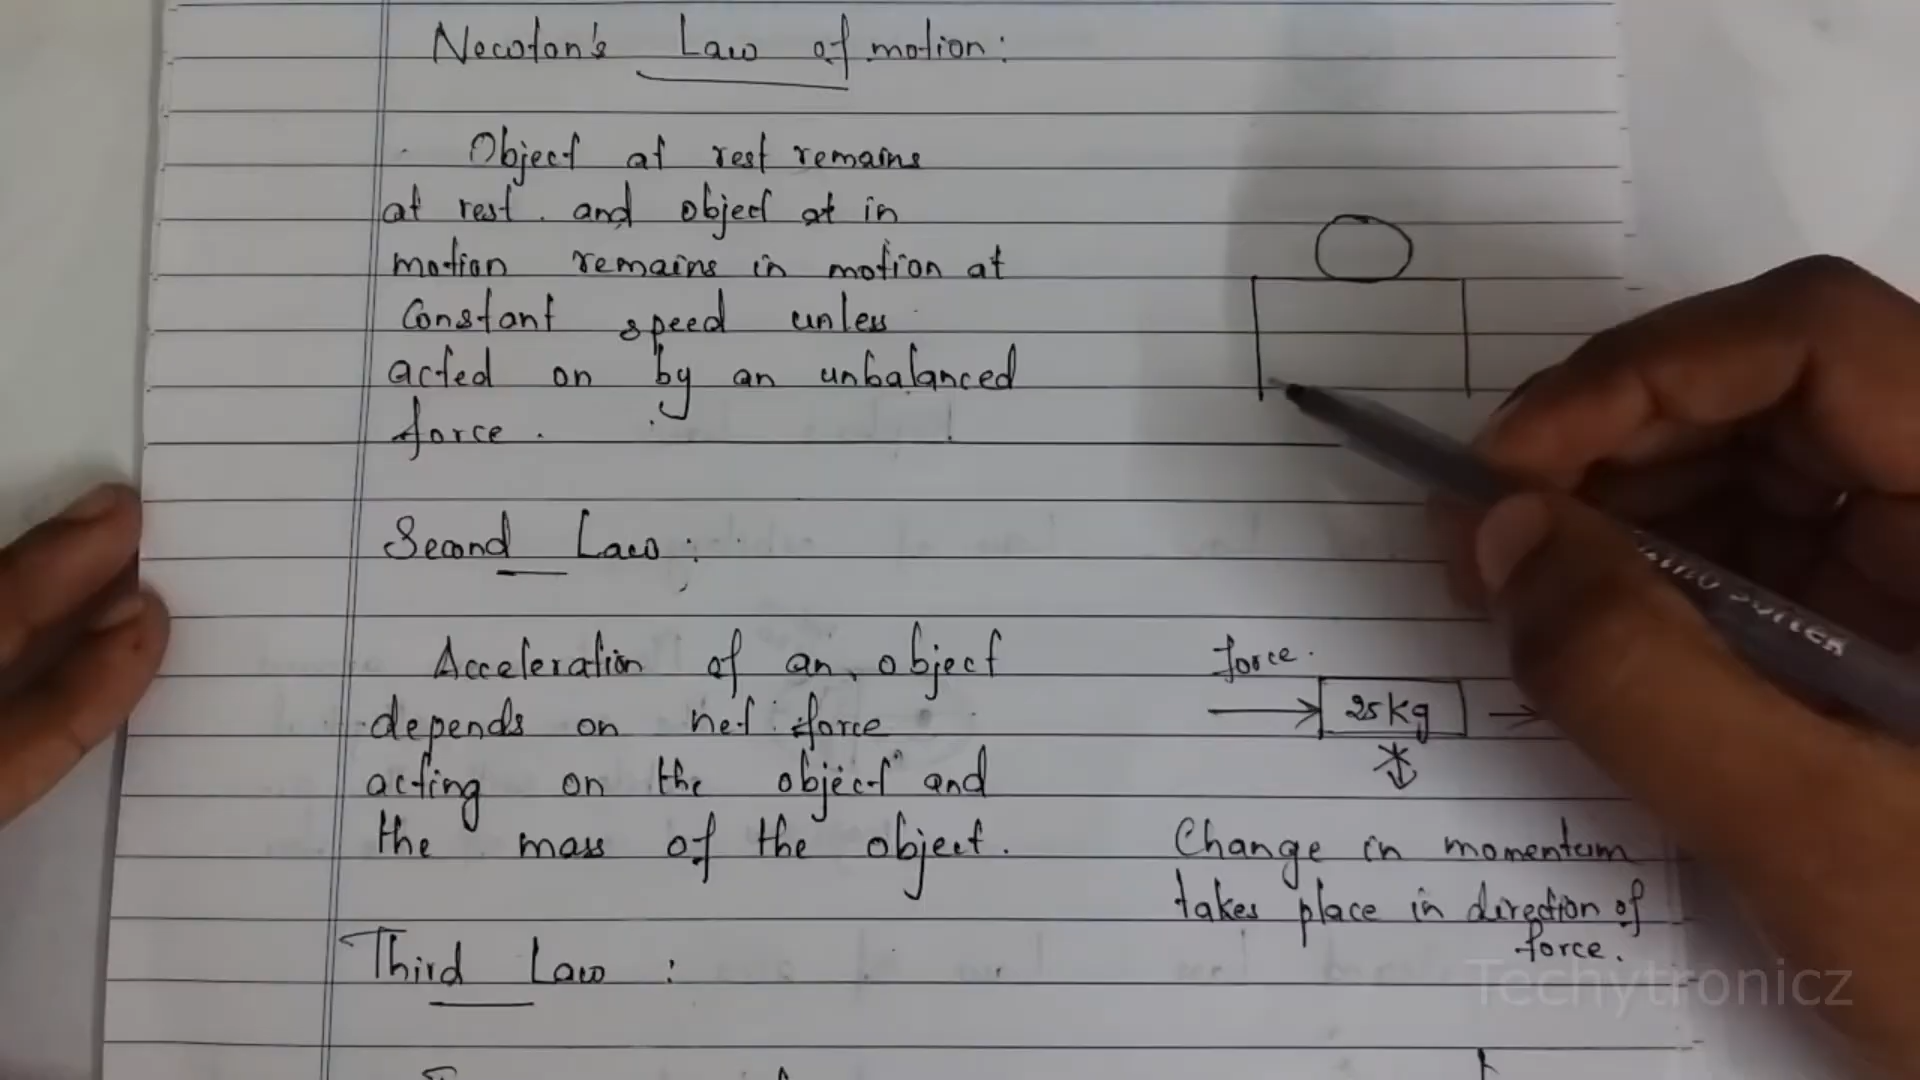 Newton's Law of motion:
Object at rest remains
at rest. and object at in
motion remains in motion at
Constant speed unless
acted on by an unbalanced
force.
Second Law:
Acceleration of an object
depends on net force
acting on the object and
the mass of the object.
force.
25kg
Change in momentum
takes place in direction of
force.
Third Law:
Techytronicz